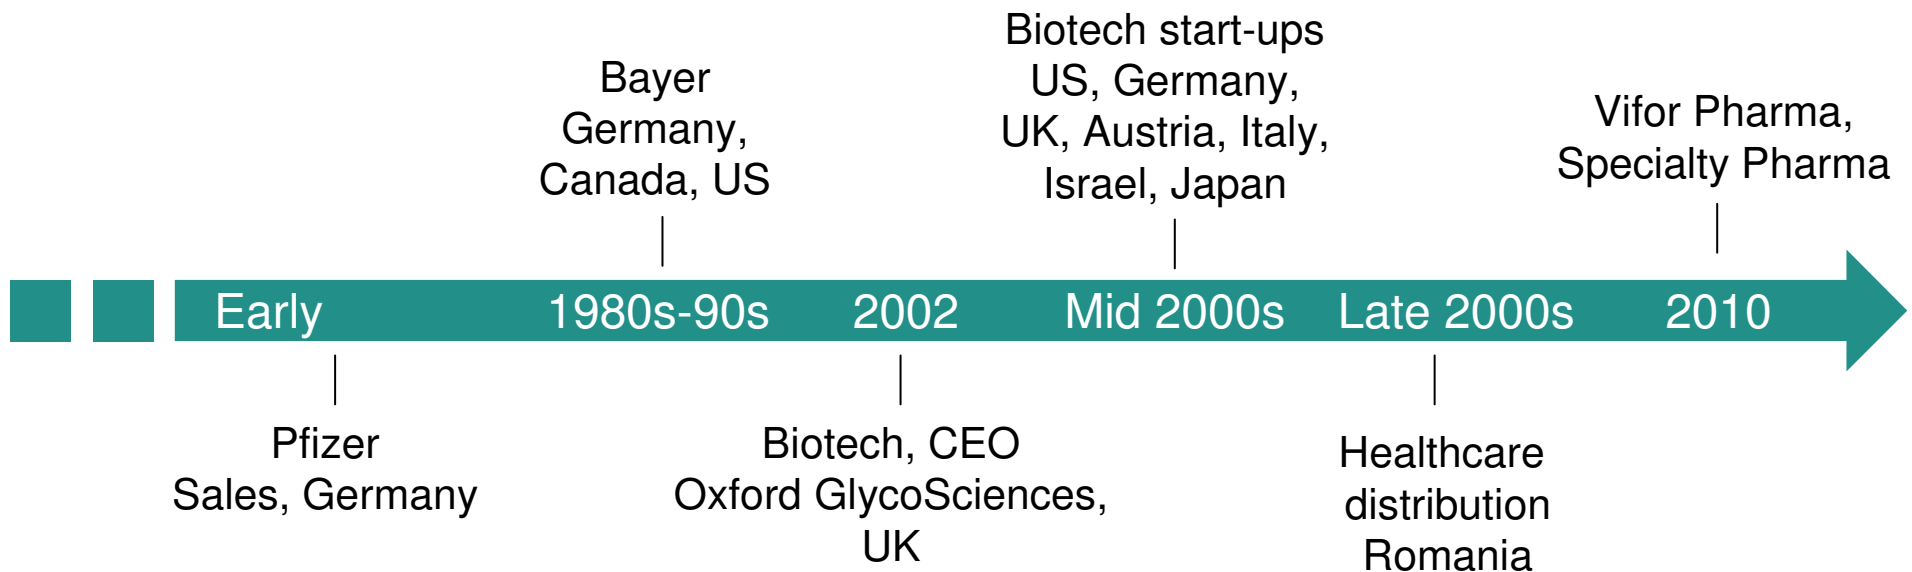 Biotech start-ups
US, Germany,
UK, Austria, Italy,
Israel, Japan
Bayer
Germany,
Canada, US
Vifor Pharma,
Specialty Pharma
Early 1980s-90s 2002 Mid 2000s Late 2000s 2010
Pfizer
Sales, Germany
Biotech, CEO
Oxford GlycoSciences,
UK
Healthcare
distribution
Romania